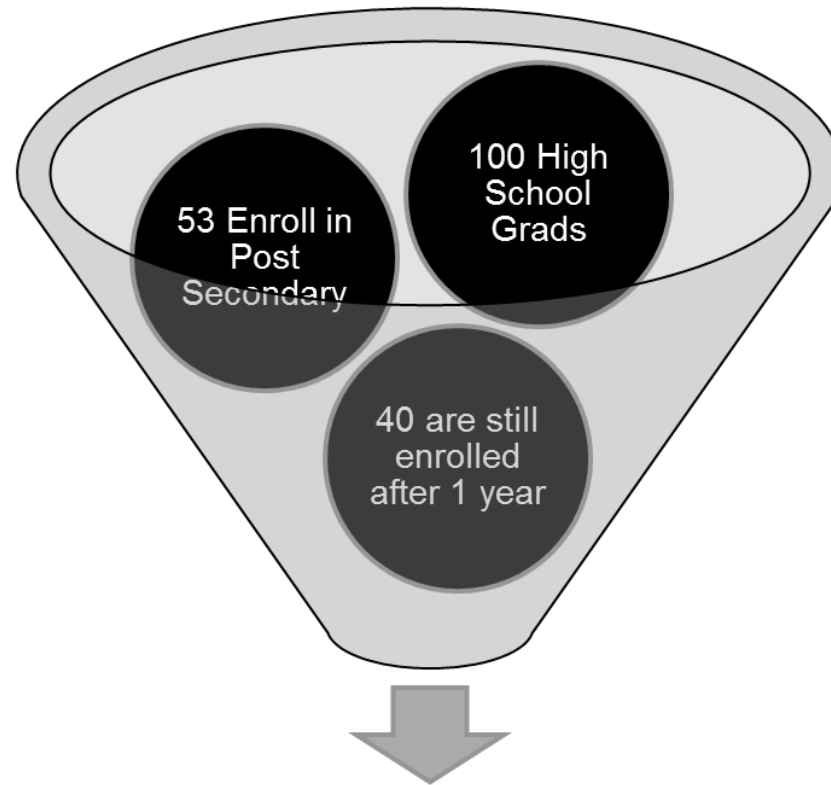 100 High
School
Grads
53 Enroll in
Post
Secondary
40 are still
enrolled
after 1 year